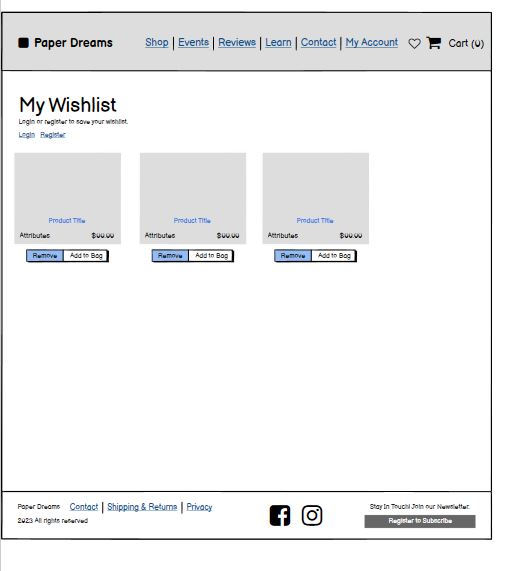 Paper Dreams Shop | Events | Reviews | Learn | Contact | My Account Cart (0)
My Wishlist
Login or register to save your wishlist.
Login Register
Product Title Product Title Product Title
Attributes $00.00 Attributes $00.00 Attributes $00.00
Remove Add to Bag Remove Add to Bag Remove Add to Bag
Paper Dreams Contact | Shipping & Returns | Privacy Stay In Touch! Join our Newsletter.
2023 All rights reserved Register to Subscribe